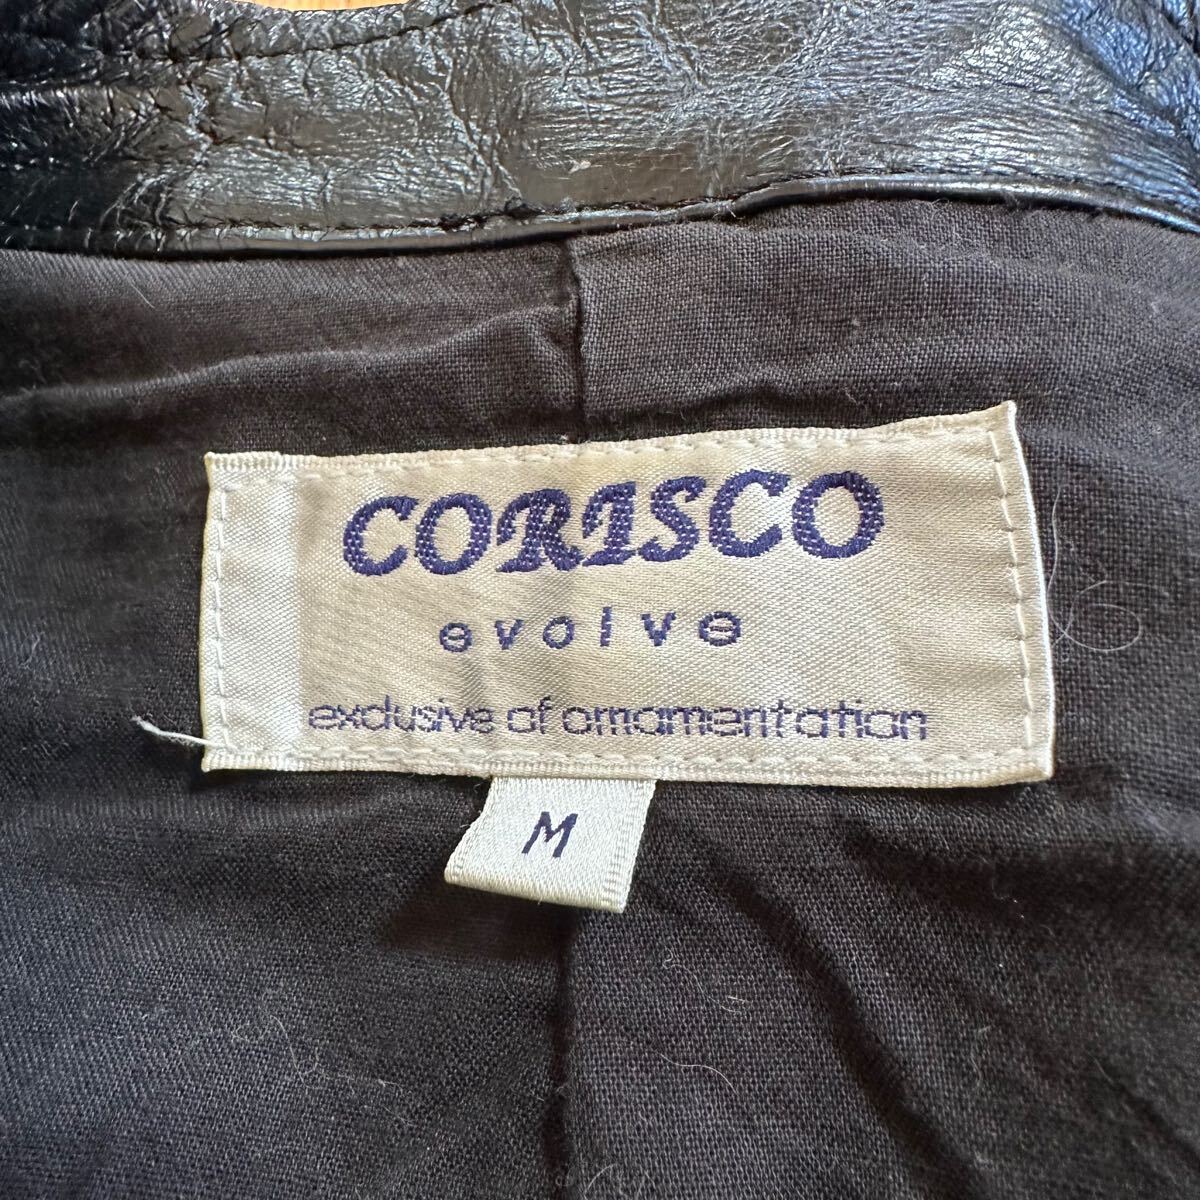 CORISCO
evolve
exclusive of ornamentation
M